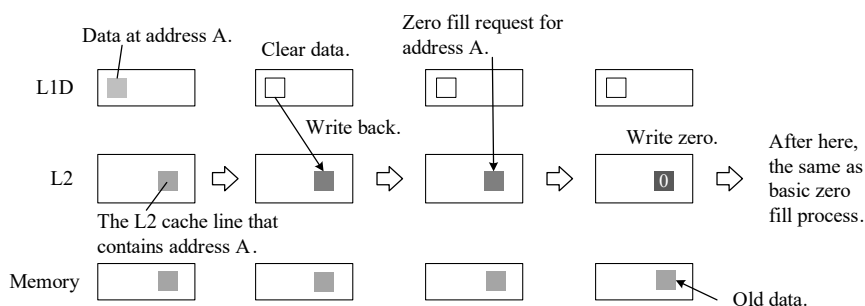 Data at address A.
Clear data.
Zero fill request for
address A.
L1D
Write back.
Write zero.
L2
0
After here,
the same as
basic zero
fill process.
The L2 cache line that
contains address A.
Memory
Old data.